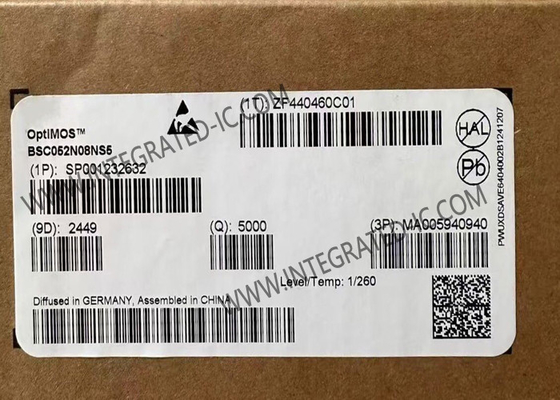 (1T): ZF440460C01
OptiMOS™
BSC052N08NS5
(1P): SP001232632
HAL
Pb
(9D): 2449
(Q): 5000
(3P): MA005940940
Level/Temp: 1/260
Diffused in GERMANY, Assembled in CHINA
PWUXDSAVE6404002B1241207
WWW.INTEGRATED-IC.COM
WWW.INTEGRATED-IC.COM